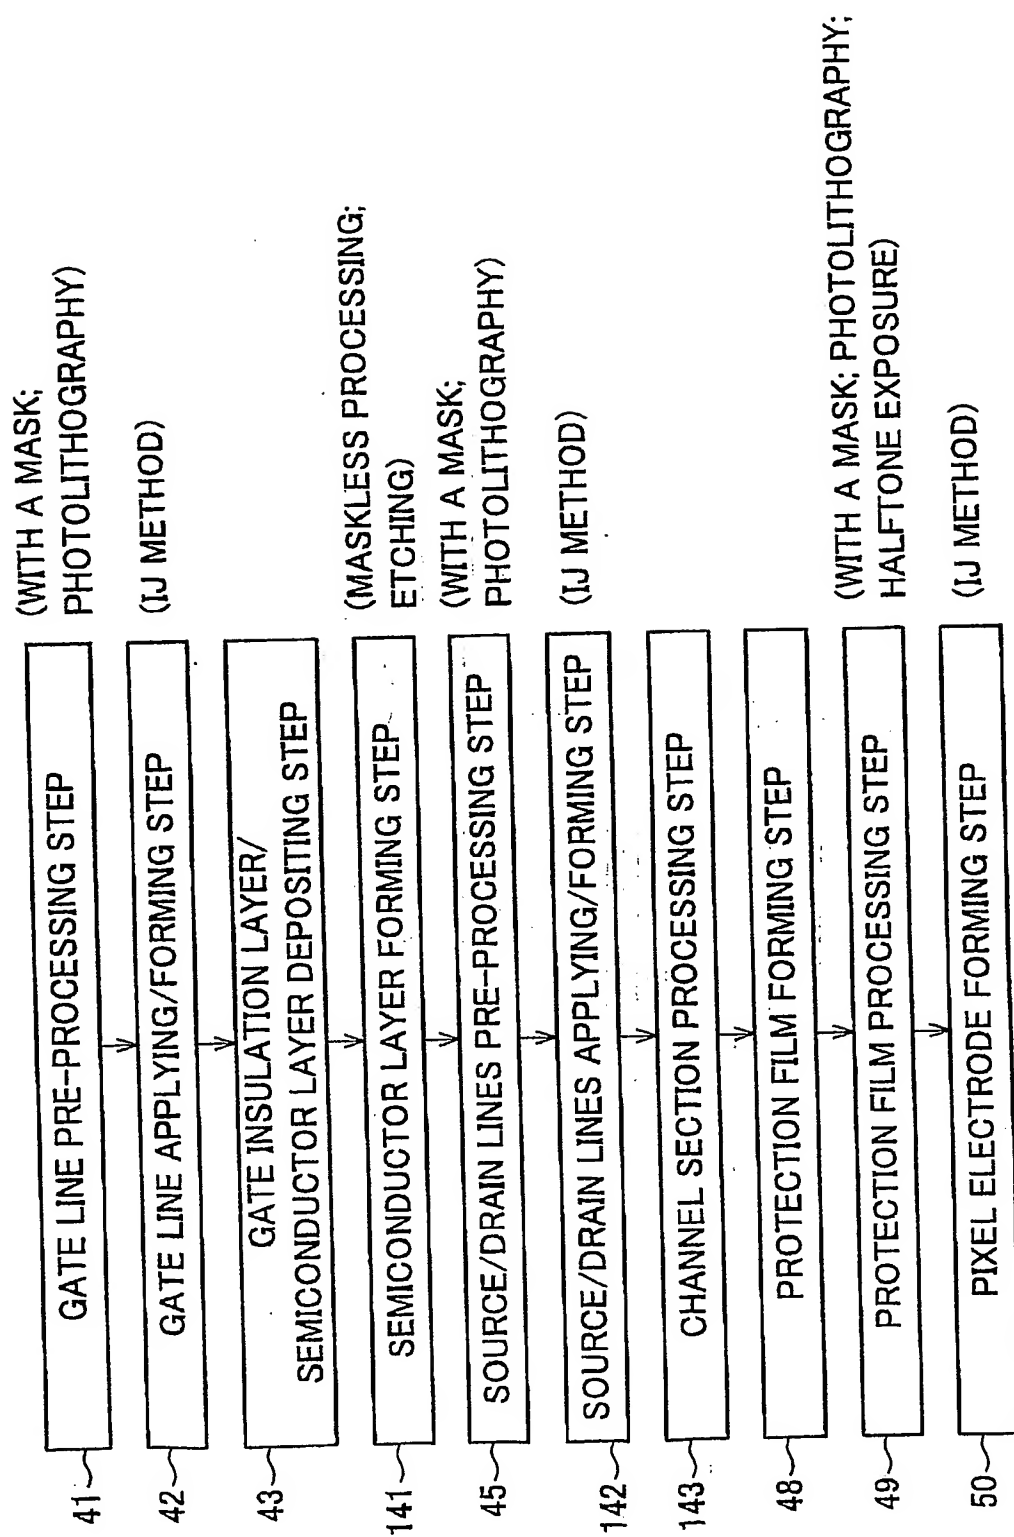 41
GATE LINE PRE-PROCESSING STEP
(WITH A MASK;
PHOTOLITHOGRAPHY)
42
GATE LINE APPLYING/FORMING STEP
(IJ METHOD)
43
GATE INSULATION LAYER/
SEMICONDUCTOR LAYER DEPOSITING STEP
141
SEMICONDUCTOR LAYER FORMING STEP
(MASKLESS PROCESSING;
ETCHING)
45
SOURCE/DRAIN LINES PRE-PROCESSING STEP
(WITH A MASK;
PHOTOLITHOGRAPHY)
142
SOURCE/DRAIN LINES APPLYING/FORMING STEP
(IJ METHOD)
143
CHANNEL SECTION PROCESSING STEP
48
PROTECTION FILM FORMING STEP
49
PROTECTION FILM PROCESSING STEP
(WITH A MASK; PHOTOLITHOGRAPHY;
HALFTONE EXPOSURE)
50
PIXEL ELECTRODE FORMING STEP
(IJ METHOD)